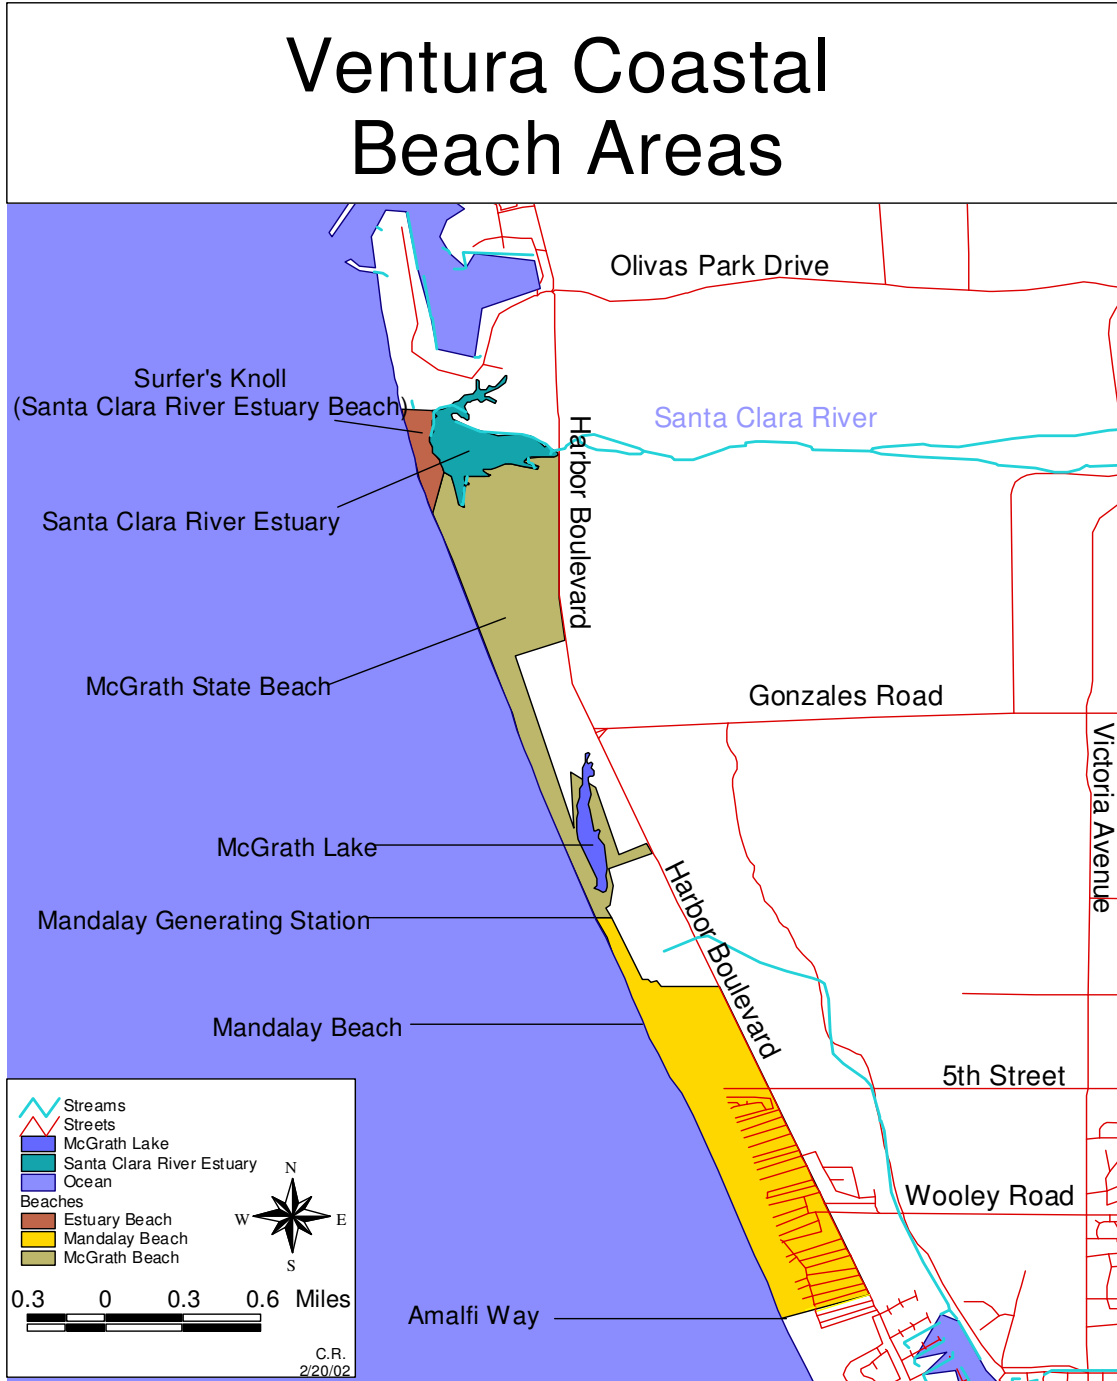 Ventura Coastal
Beach Areas
Olivas Park Drive
Surfer's Knoll
(Santa Clara River Estuary Beach)
Santa Clara River
Harbor Boulevard
Santa Clara River Estuary
McGrath State Beach
Gonzales Road
Victoria Avenue
McGrath Lake
Harbor Boulevard
Mandalay Generating Station
Mandalay Beach
5th Street
Wooley Road
Amalfi Way
Streams
Streets
McGrath Lake
Santa Clara River Estuary
Ocean
Beaches
Estuary Beach
Mandalay Beach
McGrath Beach
N
W E
S
0.3 0 0.3 0.6 Miles
C.R.
2/20/02